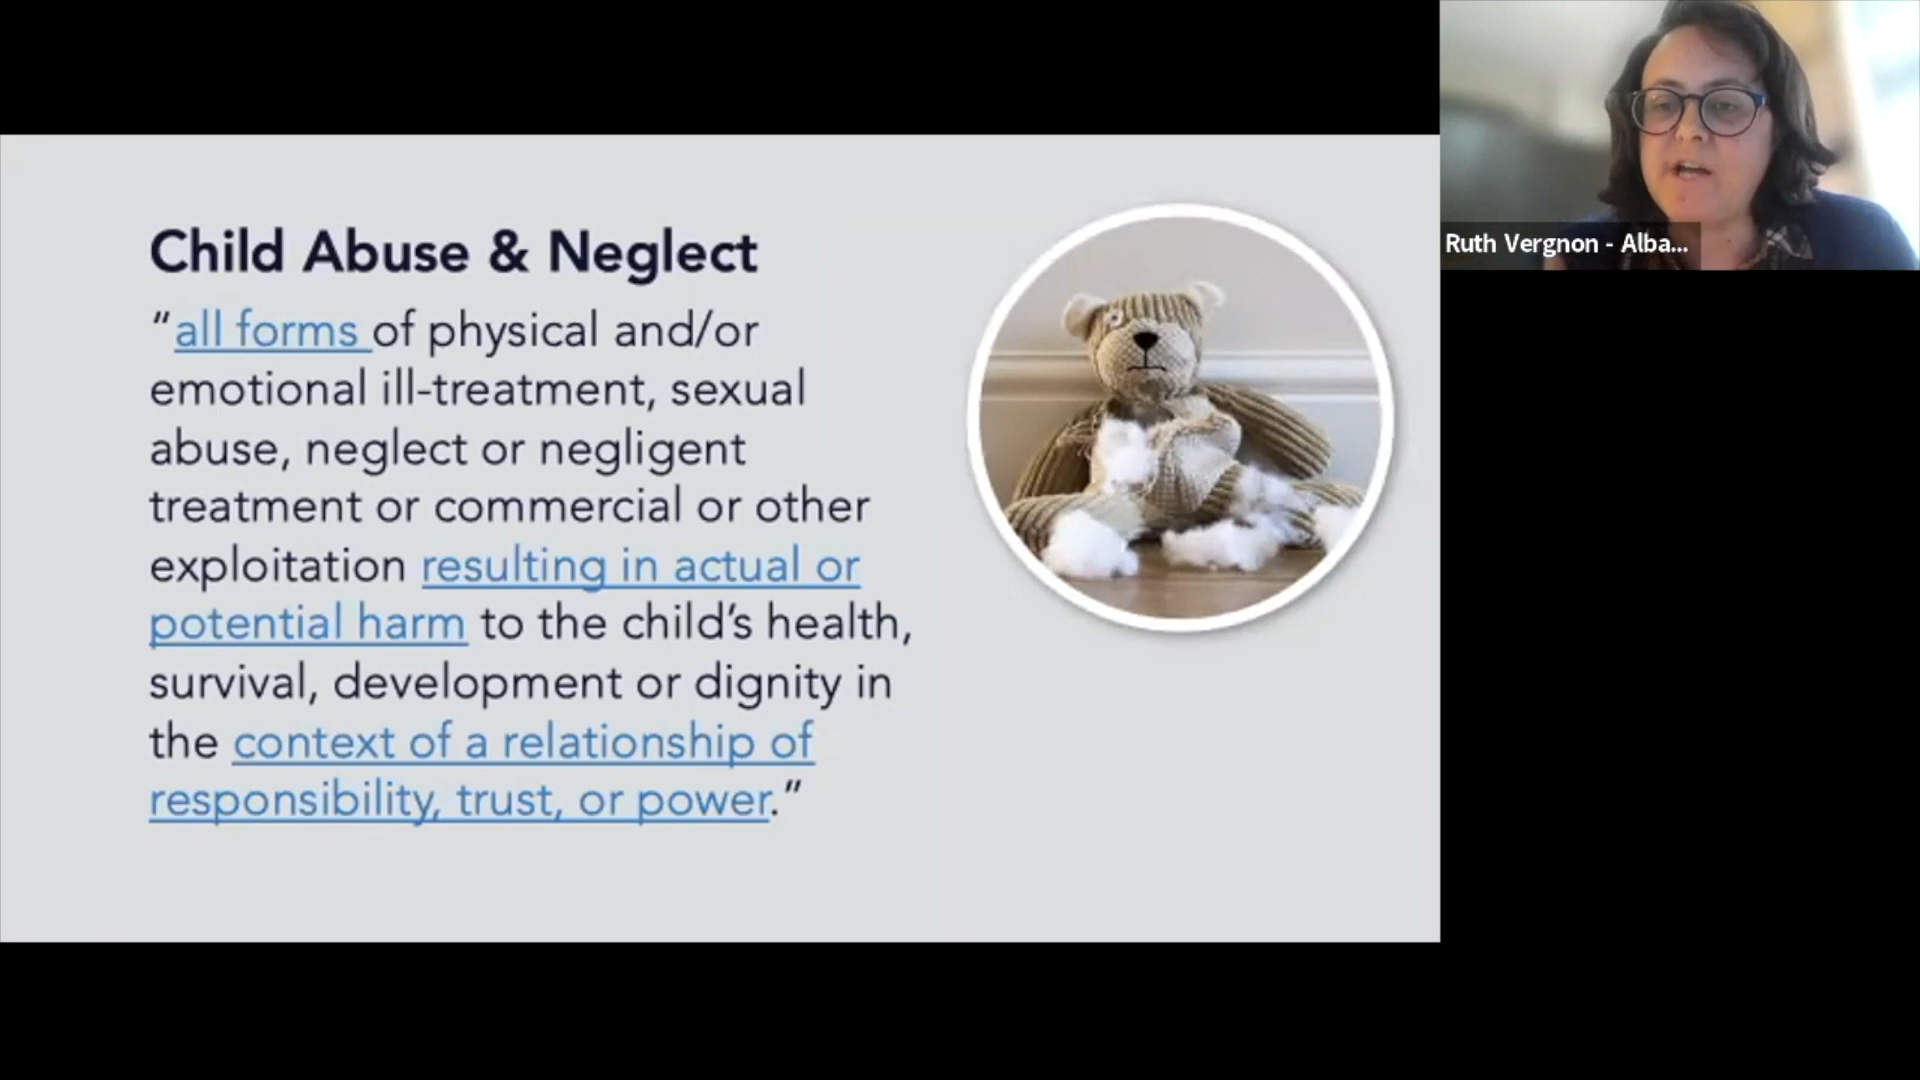 Child Abuse & Neglect
“all forms of physical and/or
emotional ill-treatment, sexual
abuse, neglect or negligent
treatment or commercial or other
exploitation resulting in actual or
potential harm to the child’s health,
survival, development or dignity in
the context of a relationship of
responsibility, trust, or power.”
Ruth Vergnon - Alba...